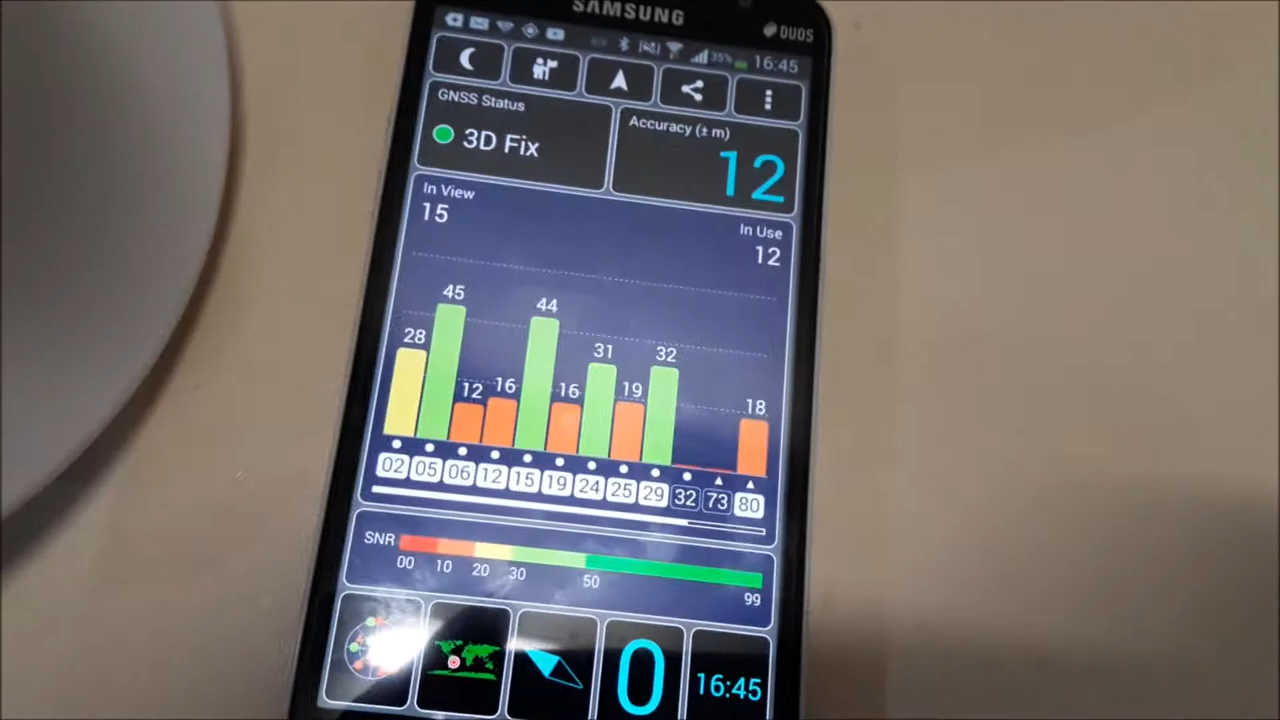 SAMSUNG
DUOS
35% 16:45
GNSS Status
3D Fix
Accuracy (± m)
12
In View
15
In Use
12
28 45 12 16 44 16 31 19 32 18
02 05 06 12 15 19 24 25 29 32 73 80
SNR
00 10 20 30 50 99
0
16:45